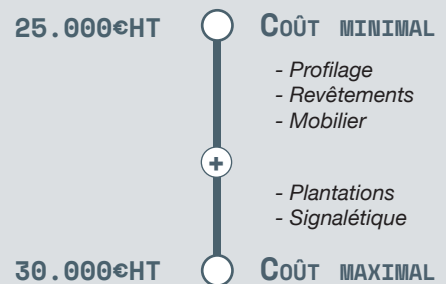 25.000€HT COÛT MINIMAL
- Profilage
- Revêtements
- Mobilier
+
- Plantations
- Signalétique
30.000€HT COÛT MAXIMAL